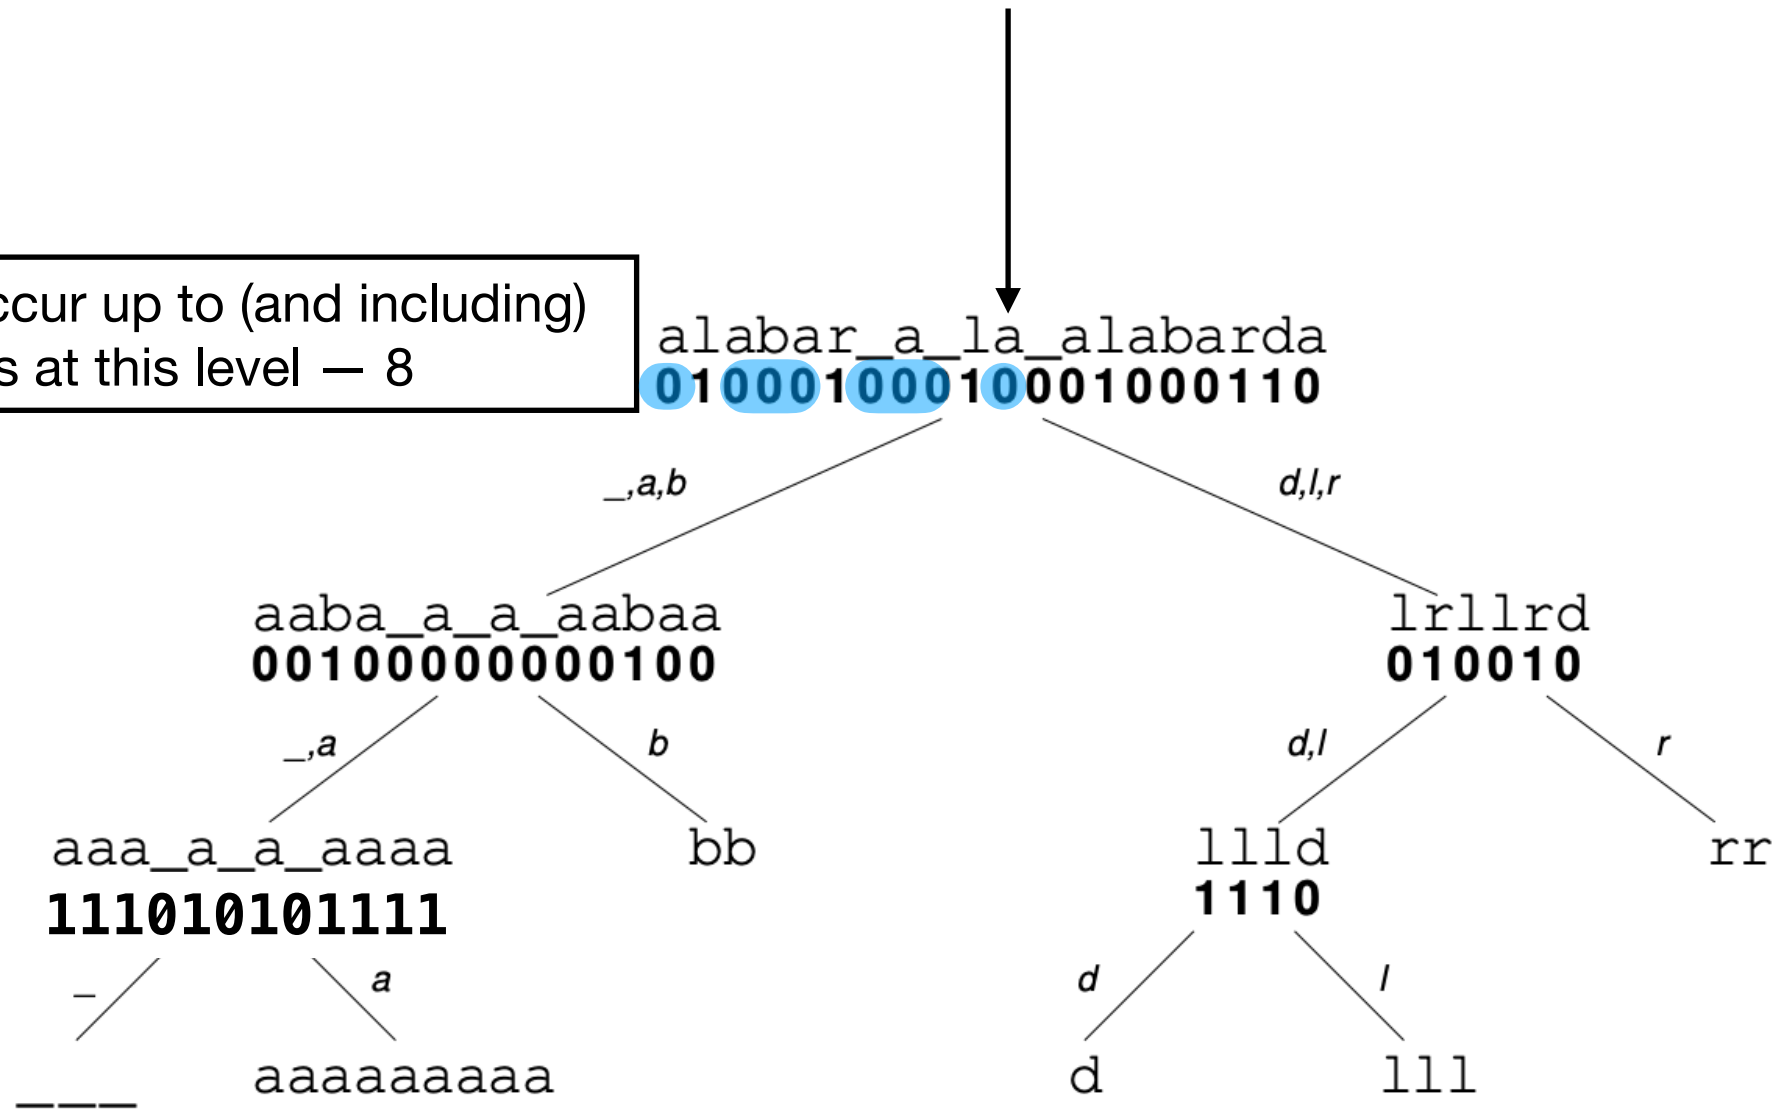 ccur up to (and including)
s at this level — 8
alabar_a_la_alabarda
01000100010001000110
_,a,b
d,l,r
aaba_a_a_aabaa
00100000000100
lrllrd
010010
_,a
b
d,l
r
aaa_a_a_aaaa
111010101111
bb
llld
1110
rr
_
a
d
l
___
aaaaaaaaa
d
lll